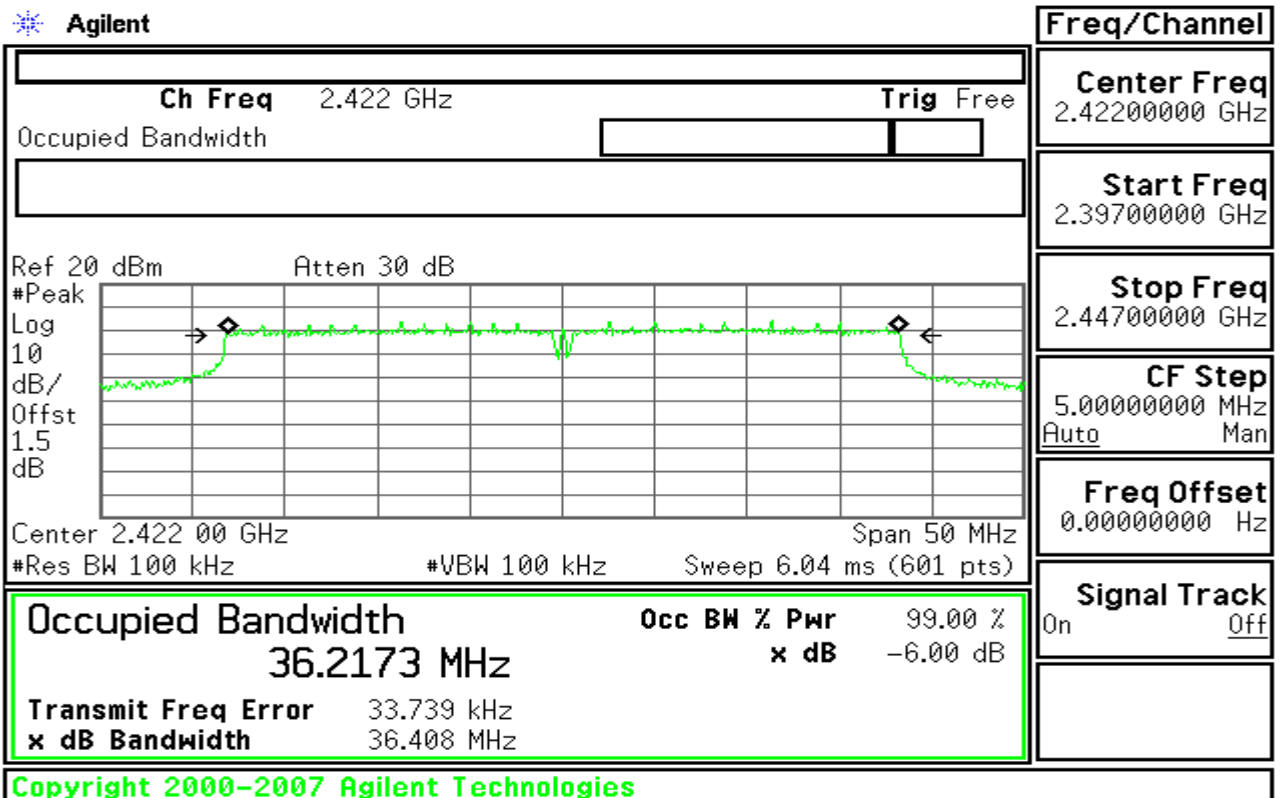 Agilent
Freq/Channel
Ch Freq 2.422 GHz Trig Free
Occupied Bandwidth
Center Freq
2.42200000 GHz
Start Freq
2.39700000 GHz
Stop Freq
2.44700000 GHz
CF Step
5.00000000 MHz
Auto Man
Freq Offset
0.00000000 Hz
Signal Track
On Off
Ref 20 dBm Atten 30 dB
#Peak
Log
10
dB/
Offst
1.5
dB
Center 2.422 00 GHz Span 50 MHz
#Res BW 100 kHz #VBW 100 kHz Sweep 6.04 ms (601 pts)
Occupied Bandwidth
36.2173 MHz
Occ BW % Pwr 99.00 %
x dB -6.00 dB
Transmit Freq Error 33.739 kHz
x dB Bandwidth 36.408 MHz
Copyright 2000-2007 Agilent Technologies